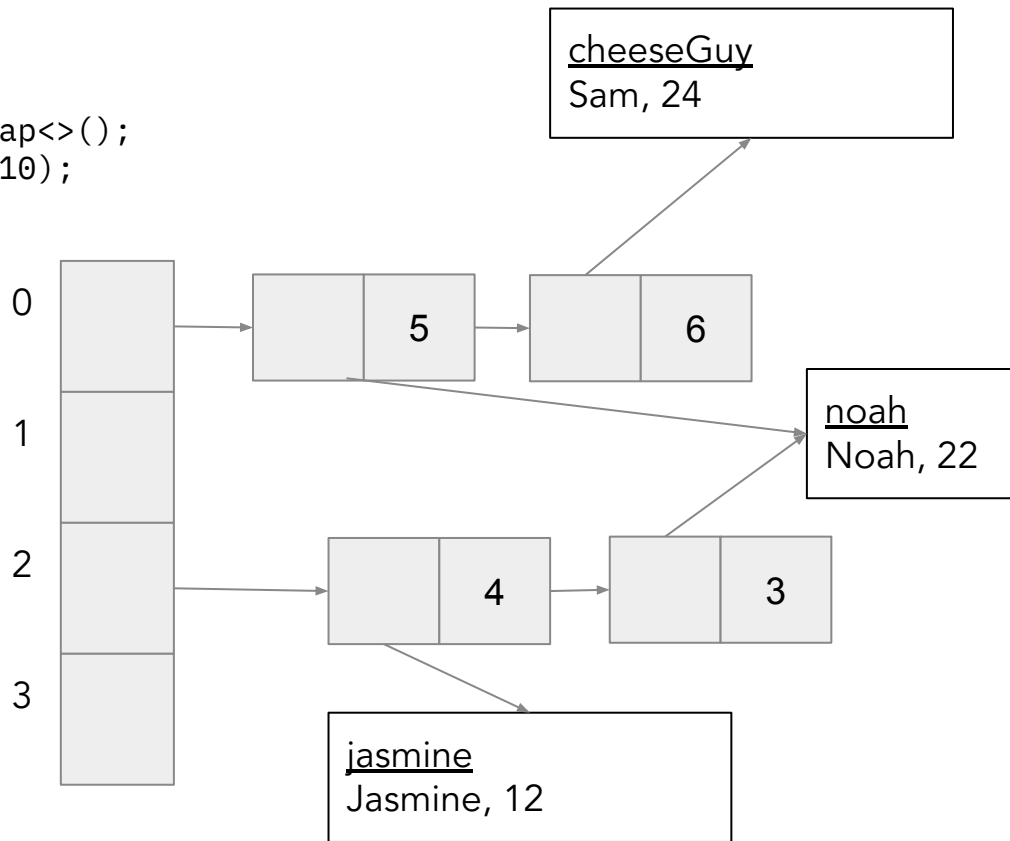 cheeseGuy
Sam, 24
ap<>();
10);
0
5
6
1
noah
Noah, 22
2
4
3
3
jasmine
Jasmine, 12